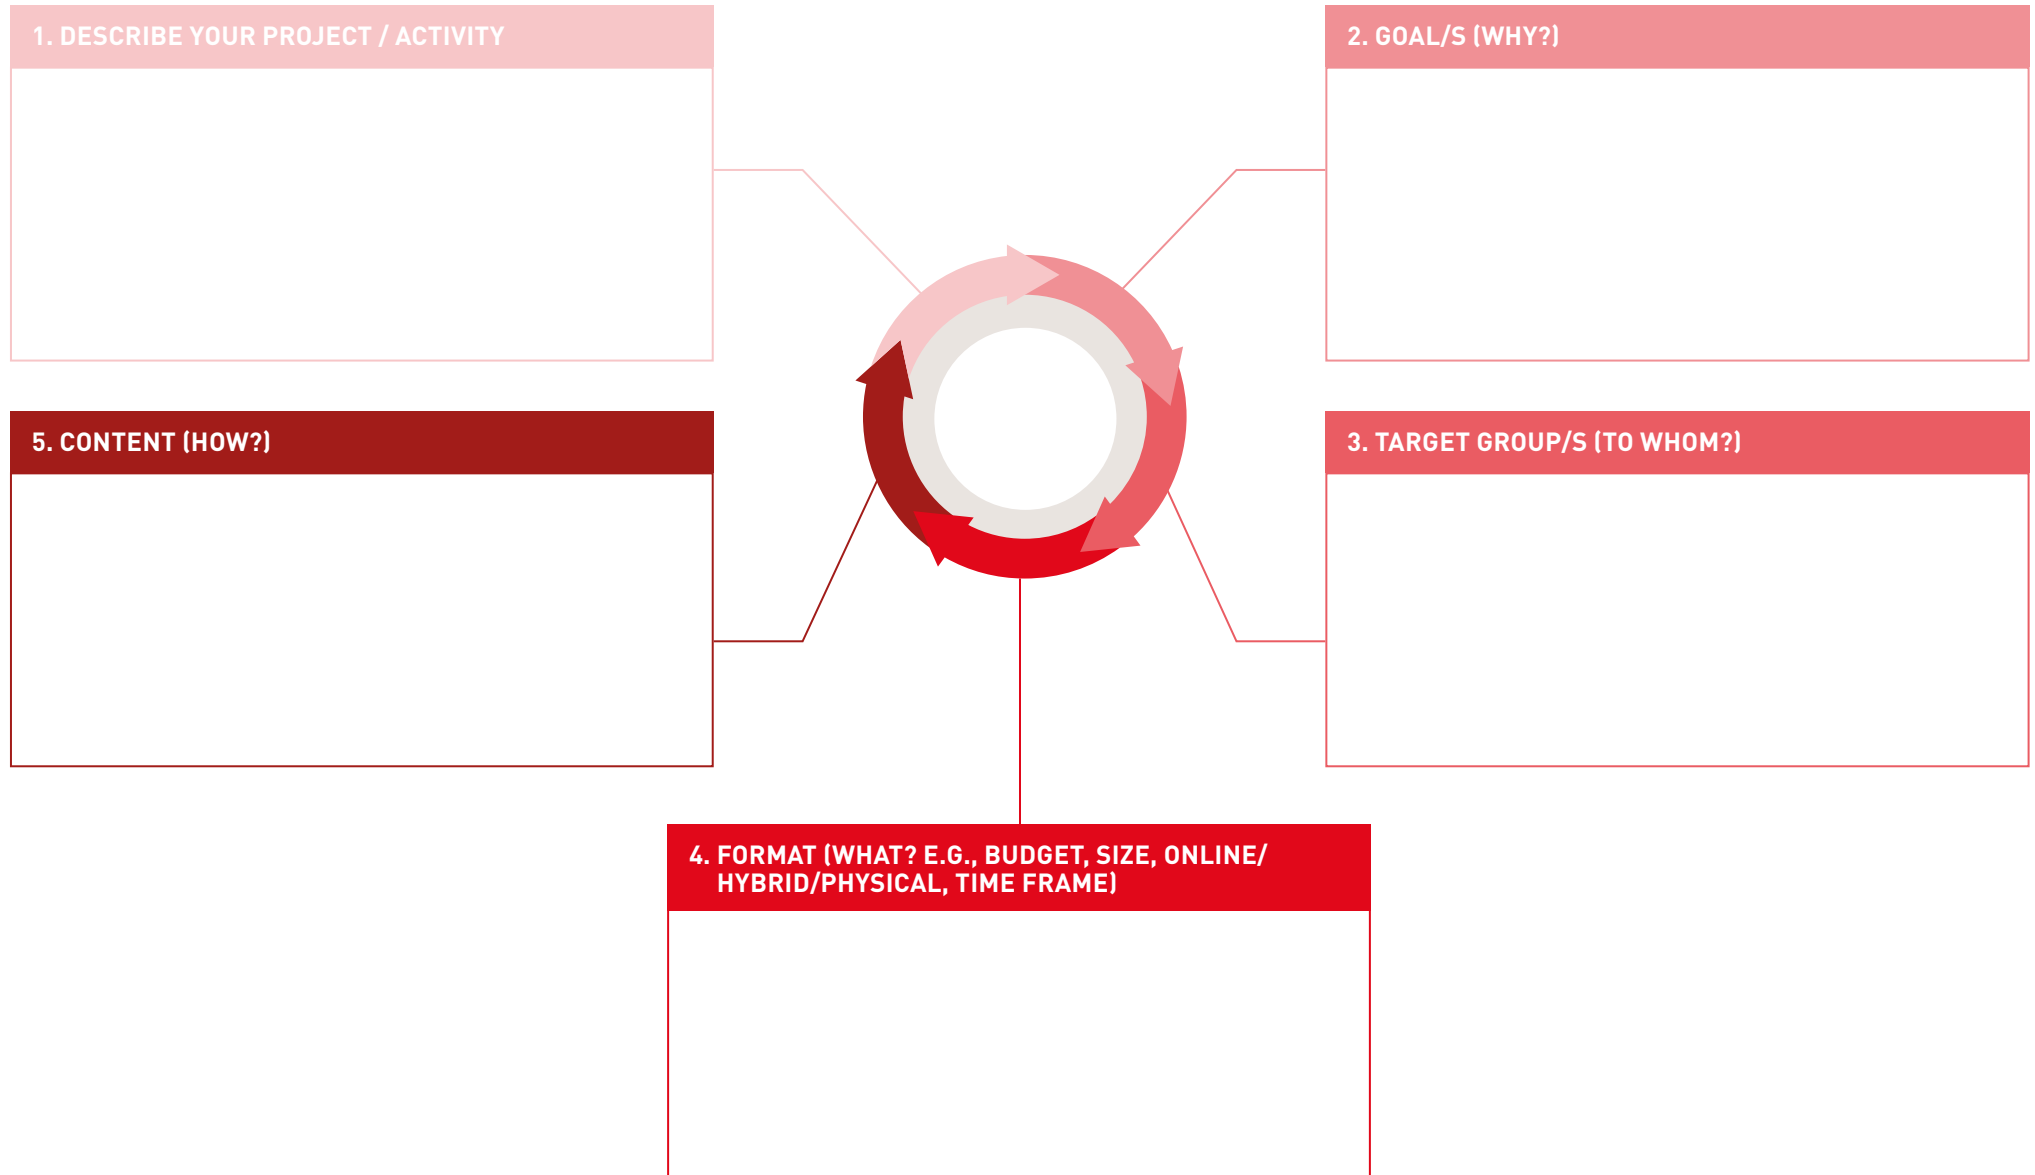 1. DESCRIBE YOUR PROJECT / ACTIVITY
2. GOAL/S (WHY?)
5. CONTENT (HOW?)
3. TARGET GROUP/S (TO WHOM?)
4. FORMAT (WHAT? E.G., BUDGET, SIZE, ONLINE/
HYBRID/PHYSICAL, TIME FRAME)